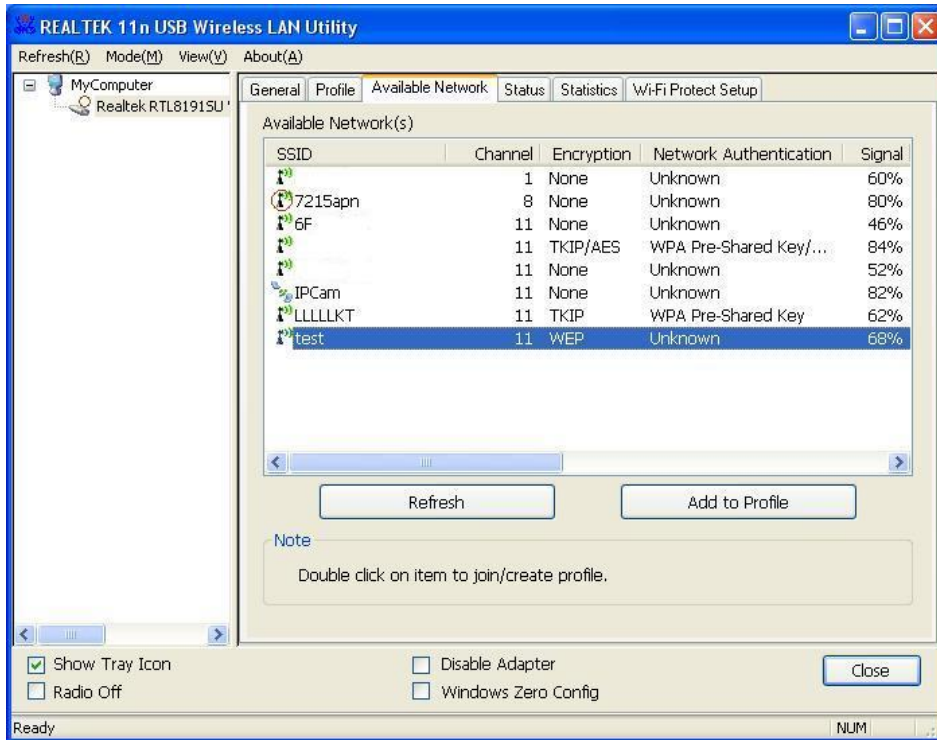 REALTEK 11n USB Wireless LAN Utility
Refresh(R) Mode(M) View(V) About(A)
MyComputer
Realtek RTL8191SU '
General Profile Available Network Status Statistics Wi-Fi Protect Setup
Available Network(s)
SSID Channel Encryption Network Authentication Signal
1 None Unknown 60%
7215apn 8 None Unknown 80%
6F 11 None Unknown 46%
11 TKIP/AES WPA Pre-Shared Key/... 84%
11 None Unknown 52%
IPCam 11 None Unknown 82%
LLLLLKT 11 TKIP WPA Pre-Shared Key 62%
test 11 WEP Unknown 68%
Refresh Add to Profile
Note
Double click on item to join/create profile.
Show Tray Icon Disable Adapter Close
Radio Off Windows Zero Config
Ready NUM